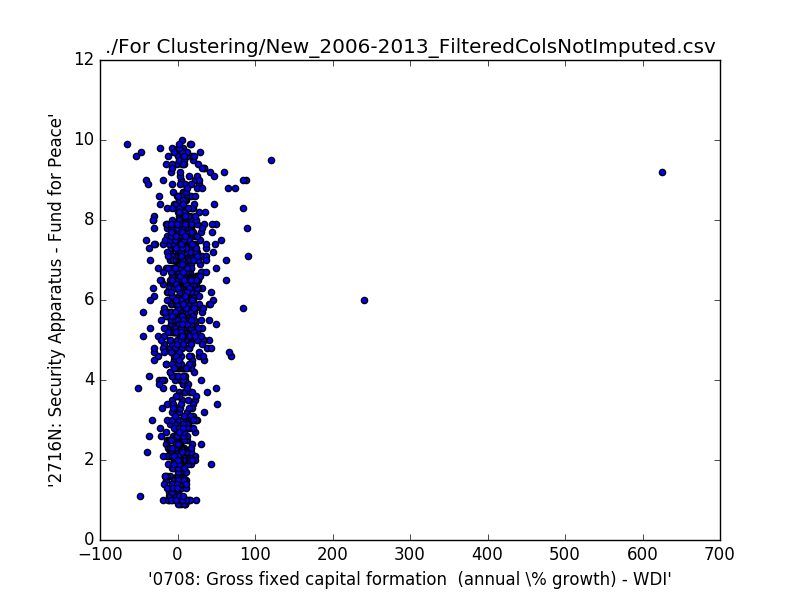 ./For Clustering/New_2006-2013_FilteredColsNotImputed.csv
'2716N: Security Apparatus - Fund for Peace'
12
10
8
6
4
2
0
−100 0 100 200 300 400 500 600 700
'0708: Gross fixed capital formation  (annual \% growth) - WDI'